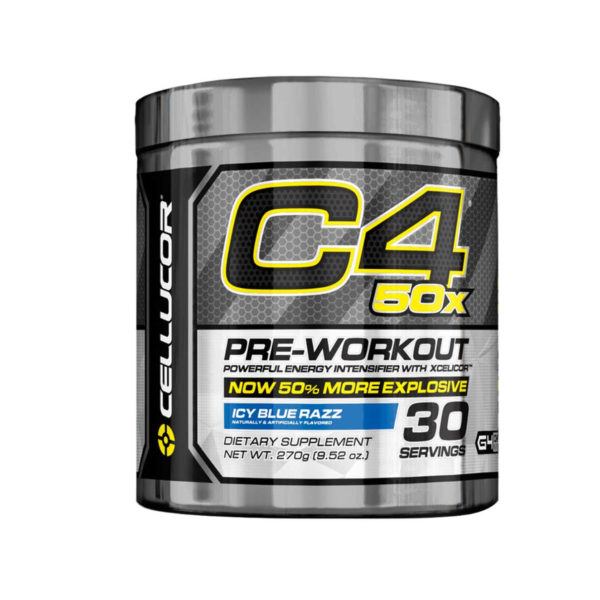 CELLUCOR®
C4®
50x
PRE-WORKOUT
POWERFUL ENERGY INTENSIFIER WITH XCELICOR™
NOW 50% MORE EXPLOSIVE
ICY BLUE RAZZ
NATURALLY & ARTIFICIALLY FLAVORED
30
SERVINGS
DIETARY SUPPLEMENT
NET WT. 270g (9.52 oz.)
G4